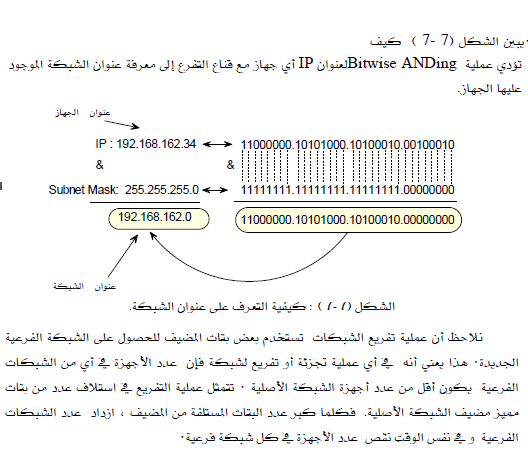 يبين الشكل (7 -7 ) كيف
تؤدي عملية Bitwise ANDing لعنوان IP أي جهاز مع قناع التفرع إلى معرفة عنوان الشبكة الموجود
عليها الجهاز.
عنوان الجهاز
IP : 192.168.162.34 11000000.10101000.10100010.00100010
& &
Subnet Mask: 255.255.255.0 11111111.11111111.11111111.00000000
192.168.162.0 11000000.10101000.10100010.00000000
عنوان الشبكة
الشكل (7-7) : كيفية التعرف على عنوان الشبكة.
نلاحظ أن عملية تفريع الشبكات تستخدم بعض بتات المضيف للحصول على الشبكة الفرعية
الجديدة. هذا يعني أنه في أي عملية تجزئة أو تفريع لشبكة فإن عدد الأجهزة في أي من الشبكات
الفرعية يكون أقل من عدد أجهزة الشبكة الأصلية . تتمثل عملية التفريع في استلاف عدد من بتات
مميز مضيف الشبكة الأصلية. فكلما كبر عدد البتات المستلفة من المضيف ، ازداد عدد الشبكات
الفرعية و في نفس الوقت نقص عدد الأجهزة في كل شبكة فرعية.